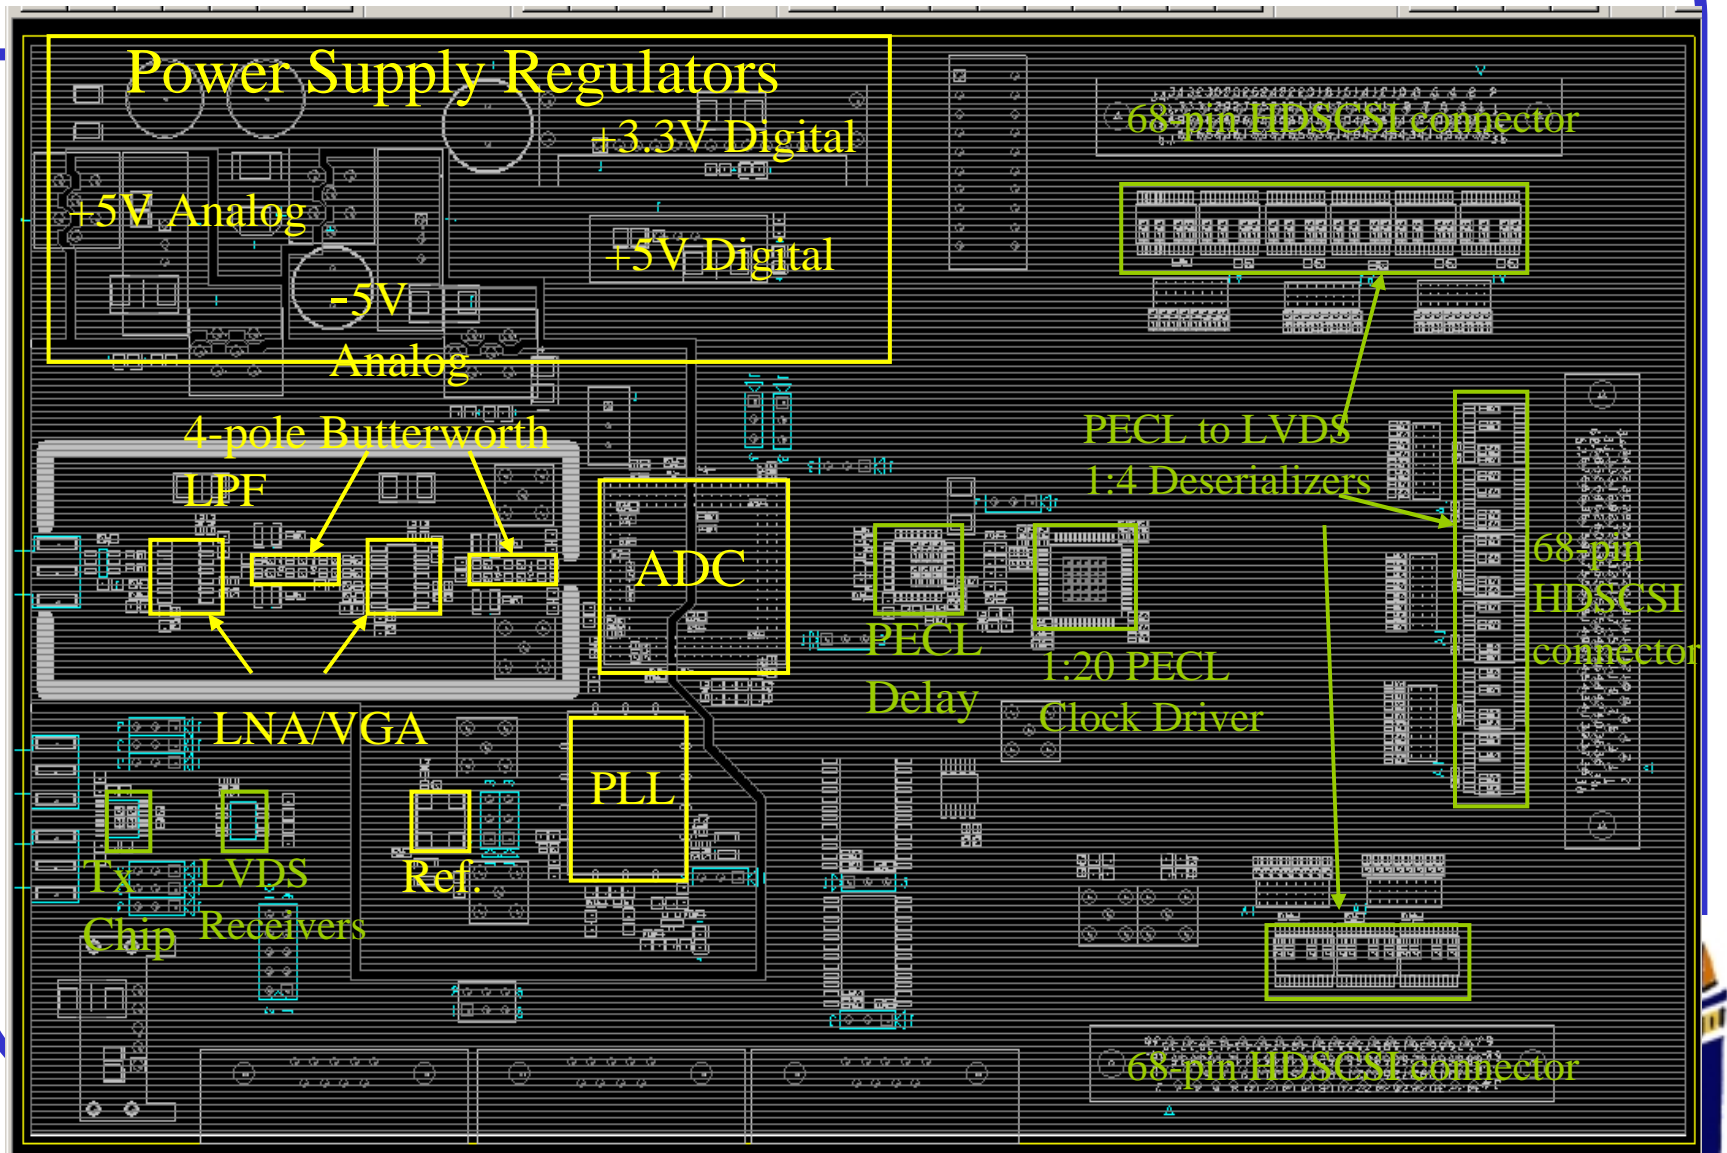 Power Supply Regulators
+3.3V Digital
68-pin HDSCSI connector
+5V Analog
+5V Digital
-5V
Analog
4-pole Butterworth
LPF
PECL to LVDS
1:4 Deserializers
ADC
68-pin
HDSCSI
connector
PECL
Delay
1:20 PECL
Clock Driver
LNA/VGA
PLL
Tx
Chip
LVDS
Receivers
Ref.
68-pin HDSCSI connector